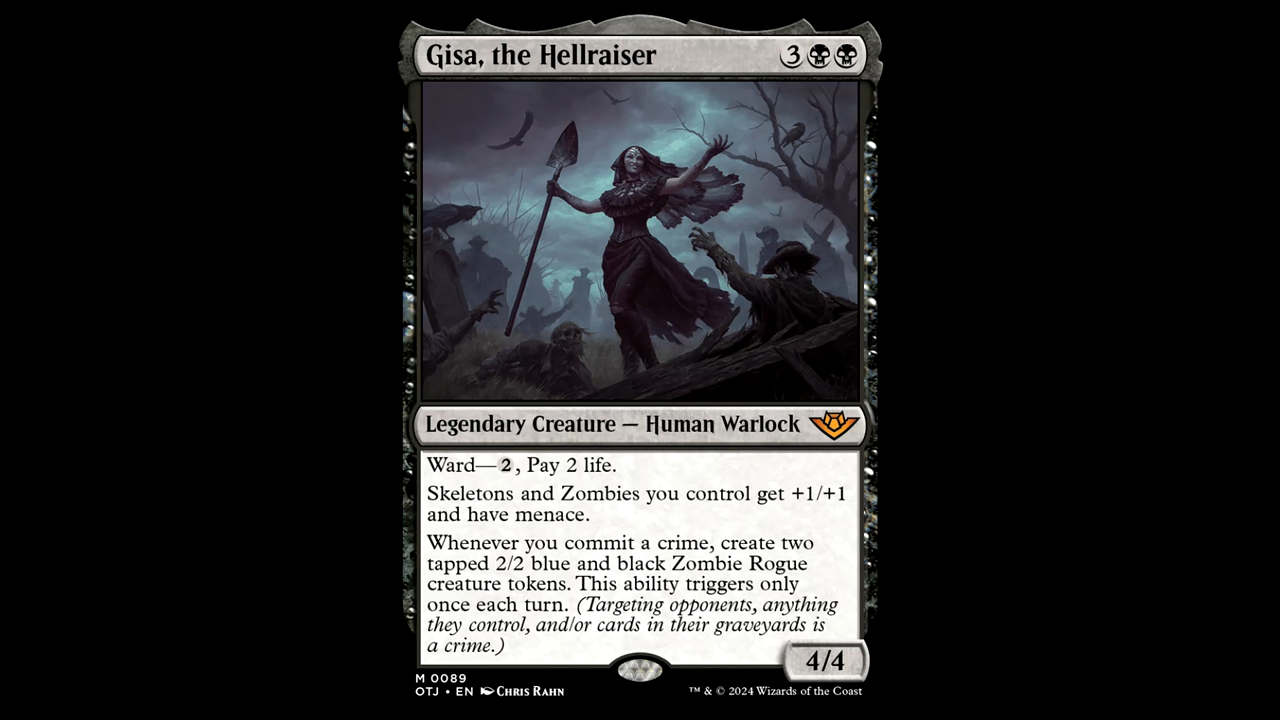 Gisa, the Hellraiser 3
Legendary Creature — Human Warlock
Ward—2, Pay 2 life.
Skeletons and Zombies you control get +1/+1
and have menace.
Whenever you commit a crime, create two
tapped 2/2 blue and black Zombie Rogue
creature tokens. This ability triggers only
once each turn. (Targeting opponents, anything
they control, and/or cards in their graveyards is
a crime.)
4/4
M 0089
OTJ • EN Chris Rahn
™ & © 2024 Wizards of the Coast